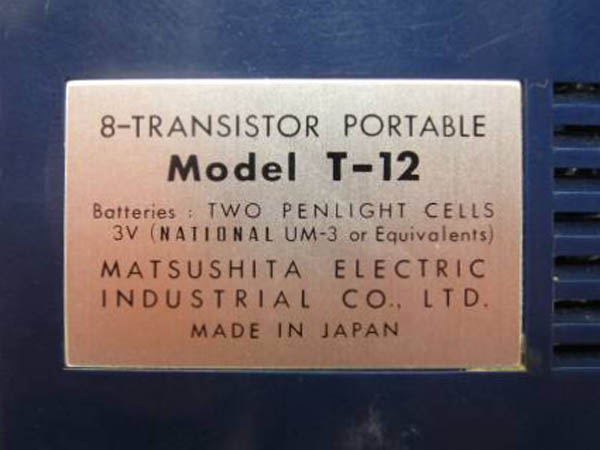 8-TRANSISTOR PORTABLE
Model T-12
Batteries : TWO PENLIGHT CELLS
3V (NATIONAL UM-3 or Equivalents)
MATSUSHITA ELECTRIC
INDUSTRIAL CO., LTD.
MADE IN JAPAN